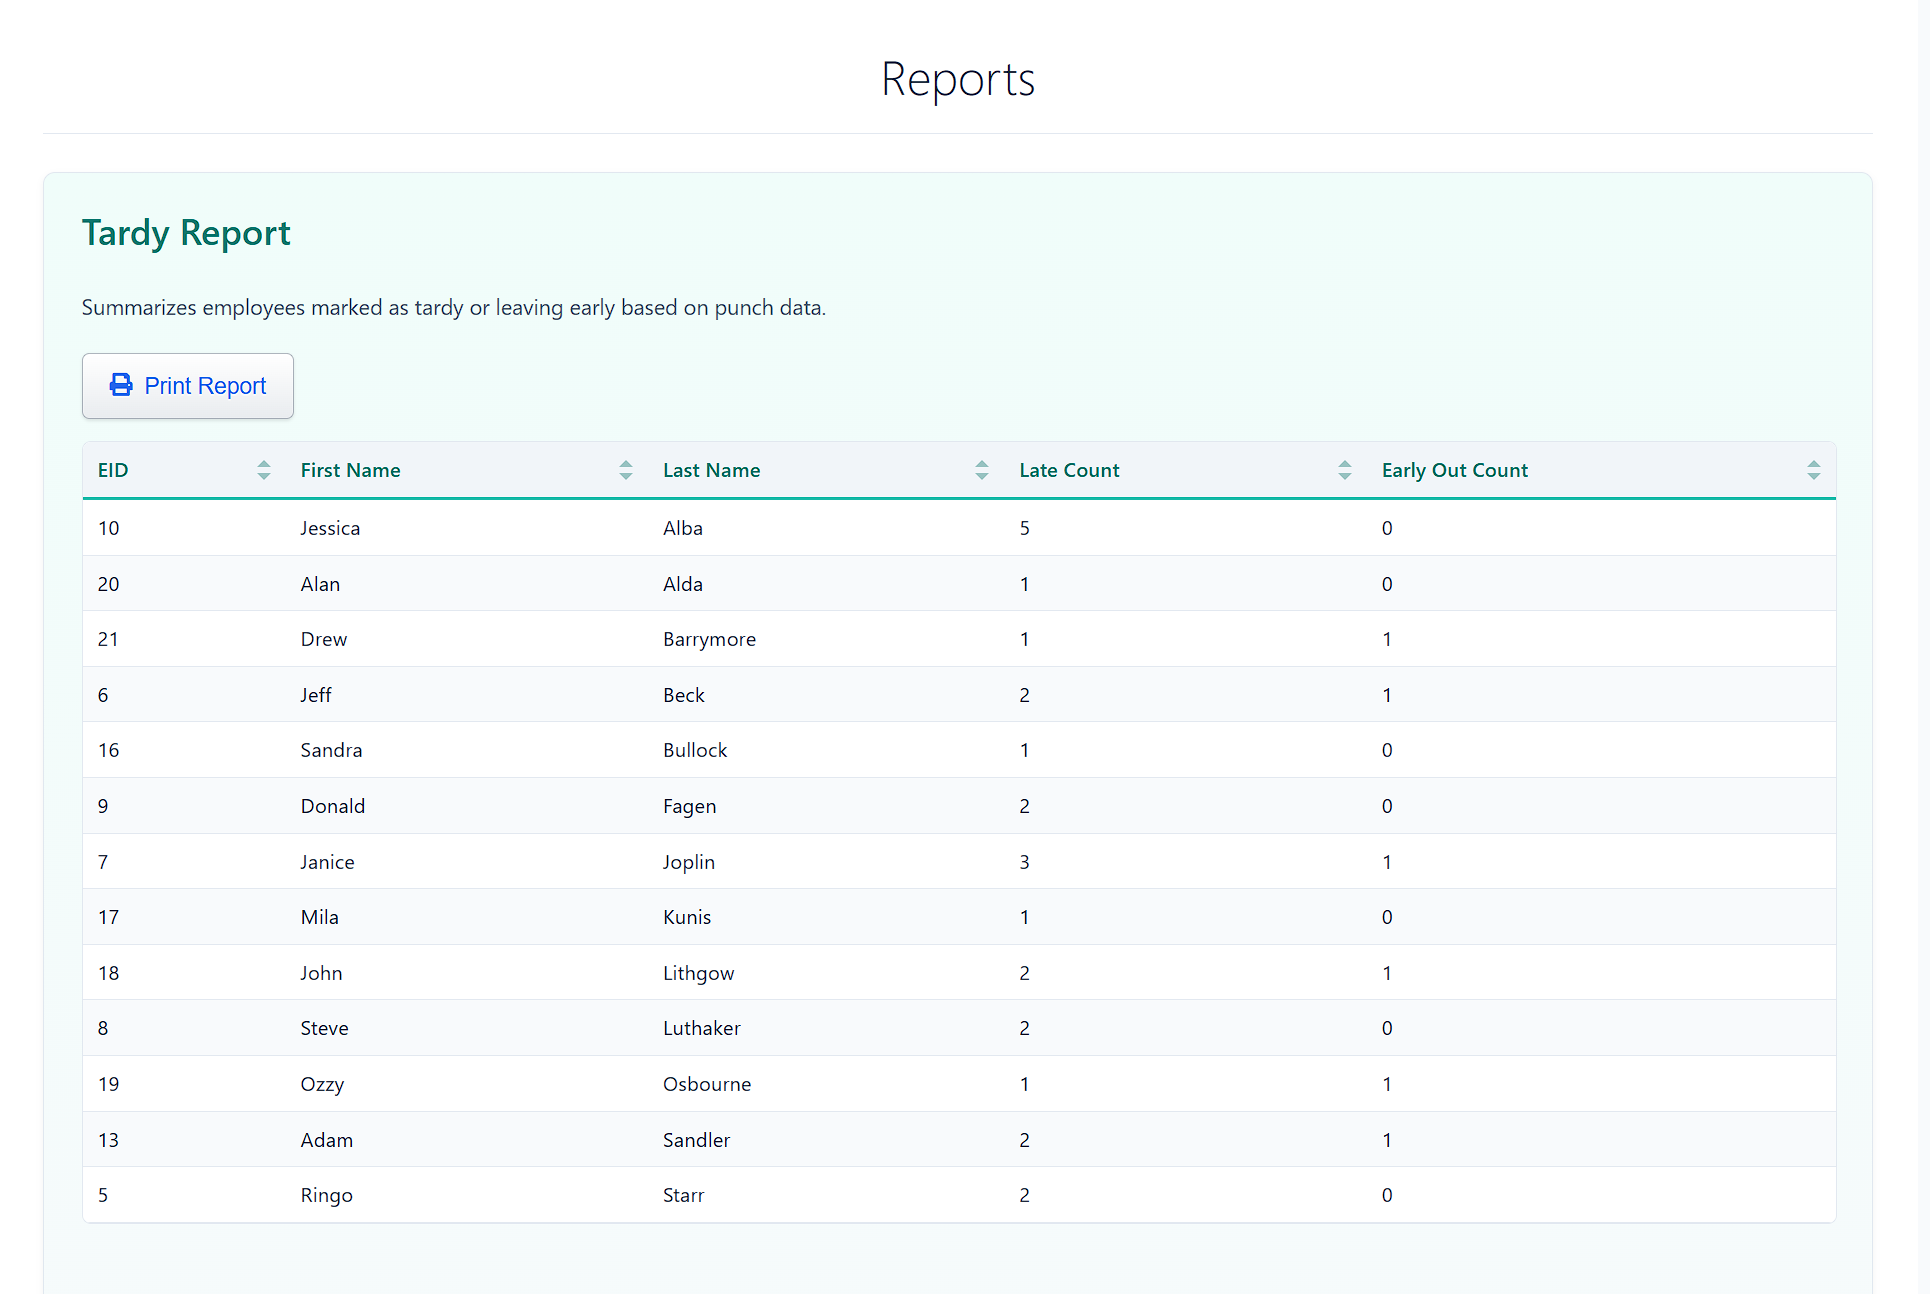 Reports
Tardy Report
Summarizes employees marked as tardy or leaving early based on punch data.
Print Report
EID First Name Last Name Late Count Early Out Count
10 Jessica Alba 5 0
20 Alan Alda 1 0
21 Drew Barrymore 1 1
6 Jeff Beck 2 1
16 Sandra Bullock 1 0
9 Donald Fagen 2 0
7 Janice Joplin 3 1
17 Mila Kunis 1 0
18 John Lithgow 2 1
8 Steve Luthaker 2 0
19 Ozzy Osbourne 1 1
13 Adam Sandler 2 1
5 Ringo Starr 2 0